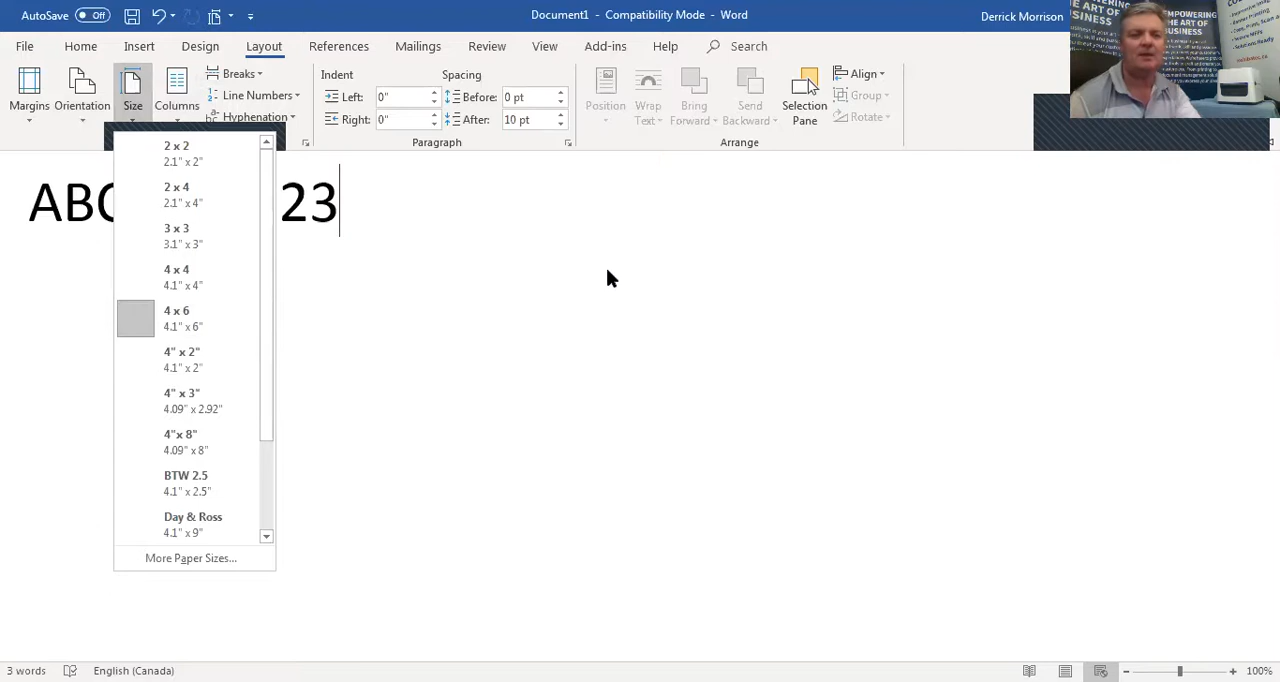 AutoSave Off
Document1 - Compatibility Mode - Word
Derrick Morrison
File Home Insert Design Layout References Mailings Review View Add-ins Help Search
Margins
Orientation
Size
Columns
Breaks
Line Numbers
Hyphenation
Indent
Left: 0"
Right: 0"
Spacing
Before: 0 pt
After: 10 pt
Paragraph
Position
Wrap Text
Bring Forward
Send Backward
Selection Pane
Align
Group
Rotate
Arrange
EMPOWERING
THE ART OF
BUSINESS
23
2 x 2
2.1" x 2"
2 x 4
2.1" x 4"
3 x 3
3.1" x 3"
4 x 4
4.1" x 4"
4 x 6
4.1" x 6"
4" x 2"
4.1" x 2"
4" x 3"
4.09" x 2.92"
4"x 8"
4.09" x 8"
BTW 2.5
4.1" x 2.5"
Day & Ross
4.1" x 9"
More Paper Sizes...
3 words
English (Canada)
100%